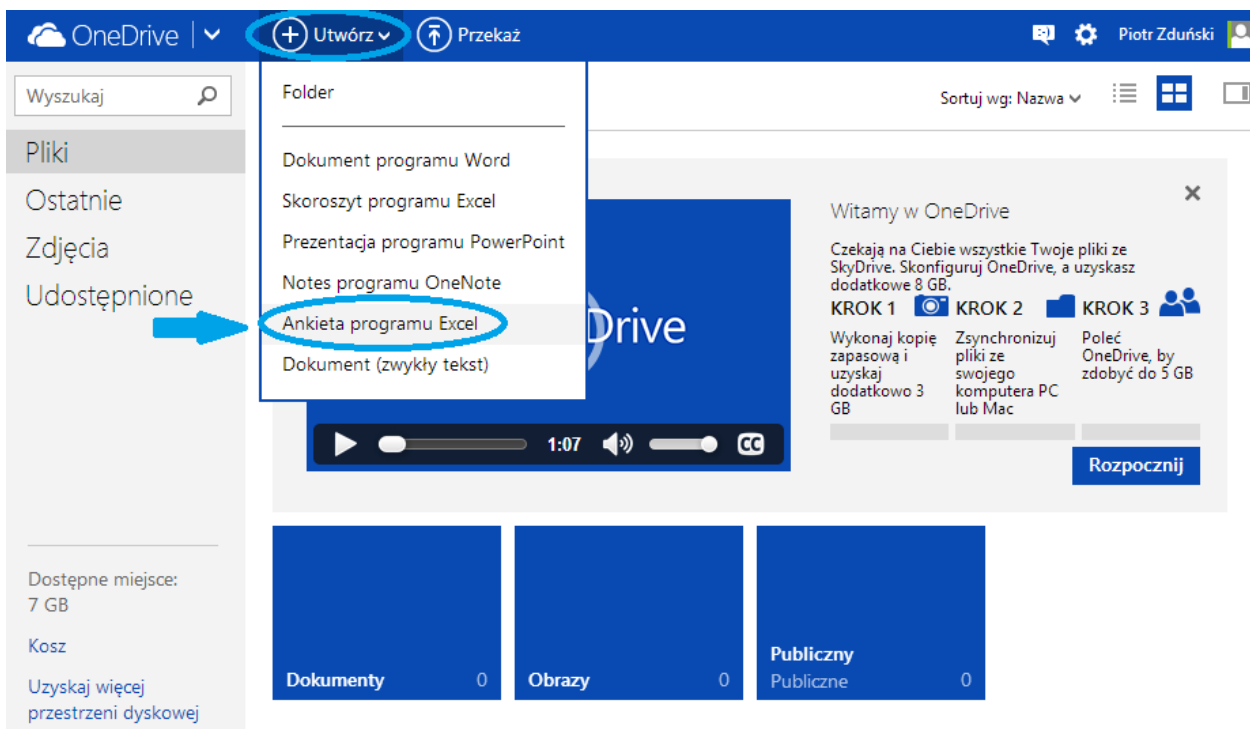 OneDrive
Utwórz
Przekaż
Piotr Zduński
Wyszukaj
Sortuj wg: Nazwa
Pliki
Ostatnie
Zdjęcia
Udostępnione
Folder
Dokument programu Word
Skoroszyt programu Excel
Prezentacja programu PowerPoint
Notes programu OneNote
Ankieta programu Excel
Dokument (zwykły tekst)
Drive
1:07
CC
Witamy w OneDrive
Czekają na Ciebie wszystkie Twoje pliki ze
SkyDrive. Skonfiguruj OneDrive, a uzyskasz
dodatkowe 8 GB.
KROK 1
Wykonaj kopię
zapasową i
uzyskaj
dodatkowo 3
GB
KROK 2
Zsynchronizuj
pliki ze
swojego
komputera PC
lub Mac
KROK 3
Poleć
OneDrive, by
zdobyć do 5 GB
Rozpocznij
Dostępne miejsce:
7 GB
Kosz
Uzyskaj więcej
przestrzeni dyskowej
Dokumenty 0
Obrazy 0
Publiczny
Publiczne 0